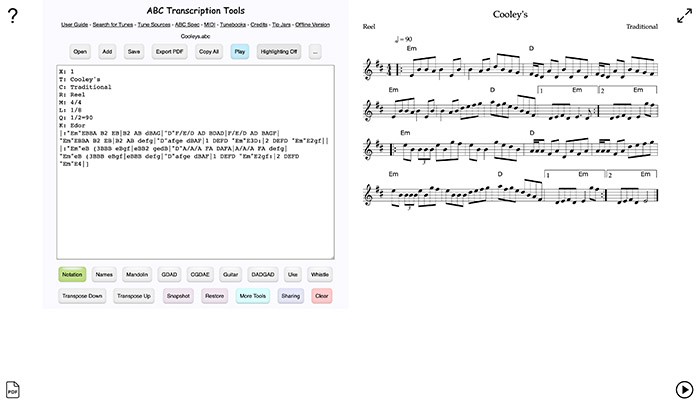 ABC Transcription Tools
User Guide - Search for Tunes - Tune Sources - ABC Spec - MIDI - Tunebooks - Credits - Tip Jars - Offline Version
Cooleys.abc
Open Add Save Export PDF Copy All Play Highlighting Off ...
X: 1
T: Cooley's
C: Traditional
R: Reel
M: 4/4
L: 1/8
Q: 1/2=90
K: Edor
|:"Em"EBBA B2 EB|B2 AB dBAG|"D"F/E/D AD BDAD|F/E/D AD BAGF|
"Em"EBBA B2 EB|B2 AB defg|"D"afge dBAF|1 DEFD "Em"E3D:|2 DEFD "Em"E2gf||
|:"Em"eB (3BBB eBgf|eBB2 gedB|"D"A/A/A FA DAFA|A/A/A FA defg|
"Em"eB (3BBB eBgf|eBBB defg|"D"afge dBAF|1 DEFD "Em"E2gf:|2 DEFD
"Em"E4|]
Notation Names Mandolin GDAD CGDAE Guitar DADGAD Uke Whistle
Transpose Down Transpose Up Snapshot Restore More Tools Sharing Clear
?
PDF
Cooley's
Reel Traditional
= 90
Em D
Em D 1 Em 2 Em
Em D
3
Em D 1 Em 2 Em
3